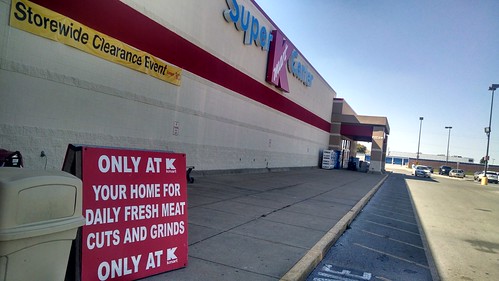 Storewide Clearance Event
Super
K
Center
ONLY AT K
YOUR HOME FOR
DAILY FRESH MEAT
CUTS AND GRINDS
ONLY AT K